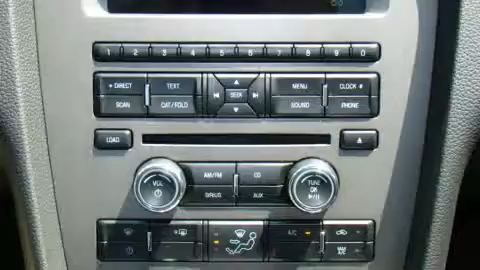 1 2 3 4 5 6 7 8 9 0
* DIRECT TEXT MENU CLOCK #
SEEK
SCAN CAT/FOLD SOUND PHONE
LOAD
AM/FM CD
VOL TUNE
OK
SIRIUS AUX
A/C
MAX
A/C